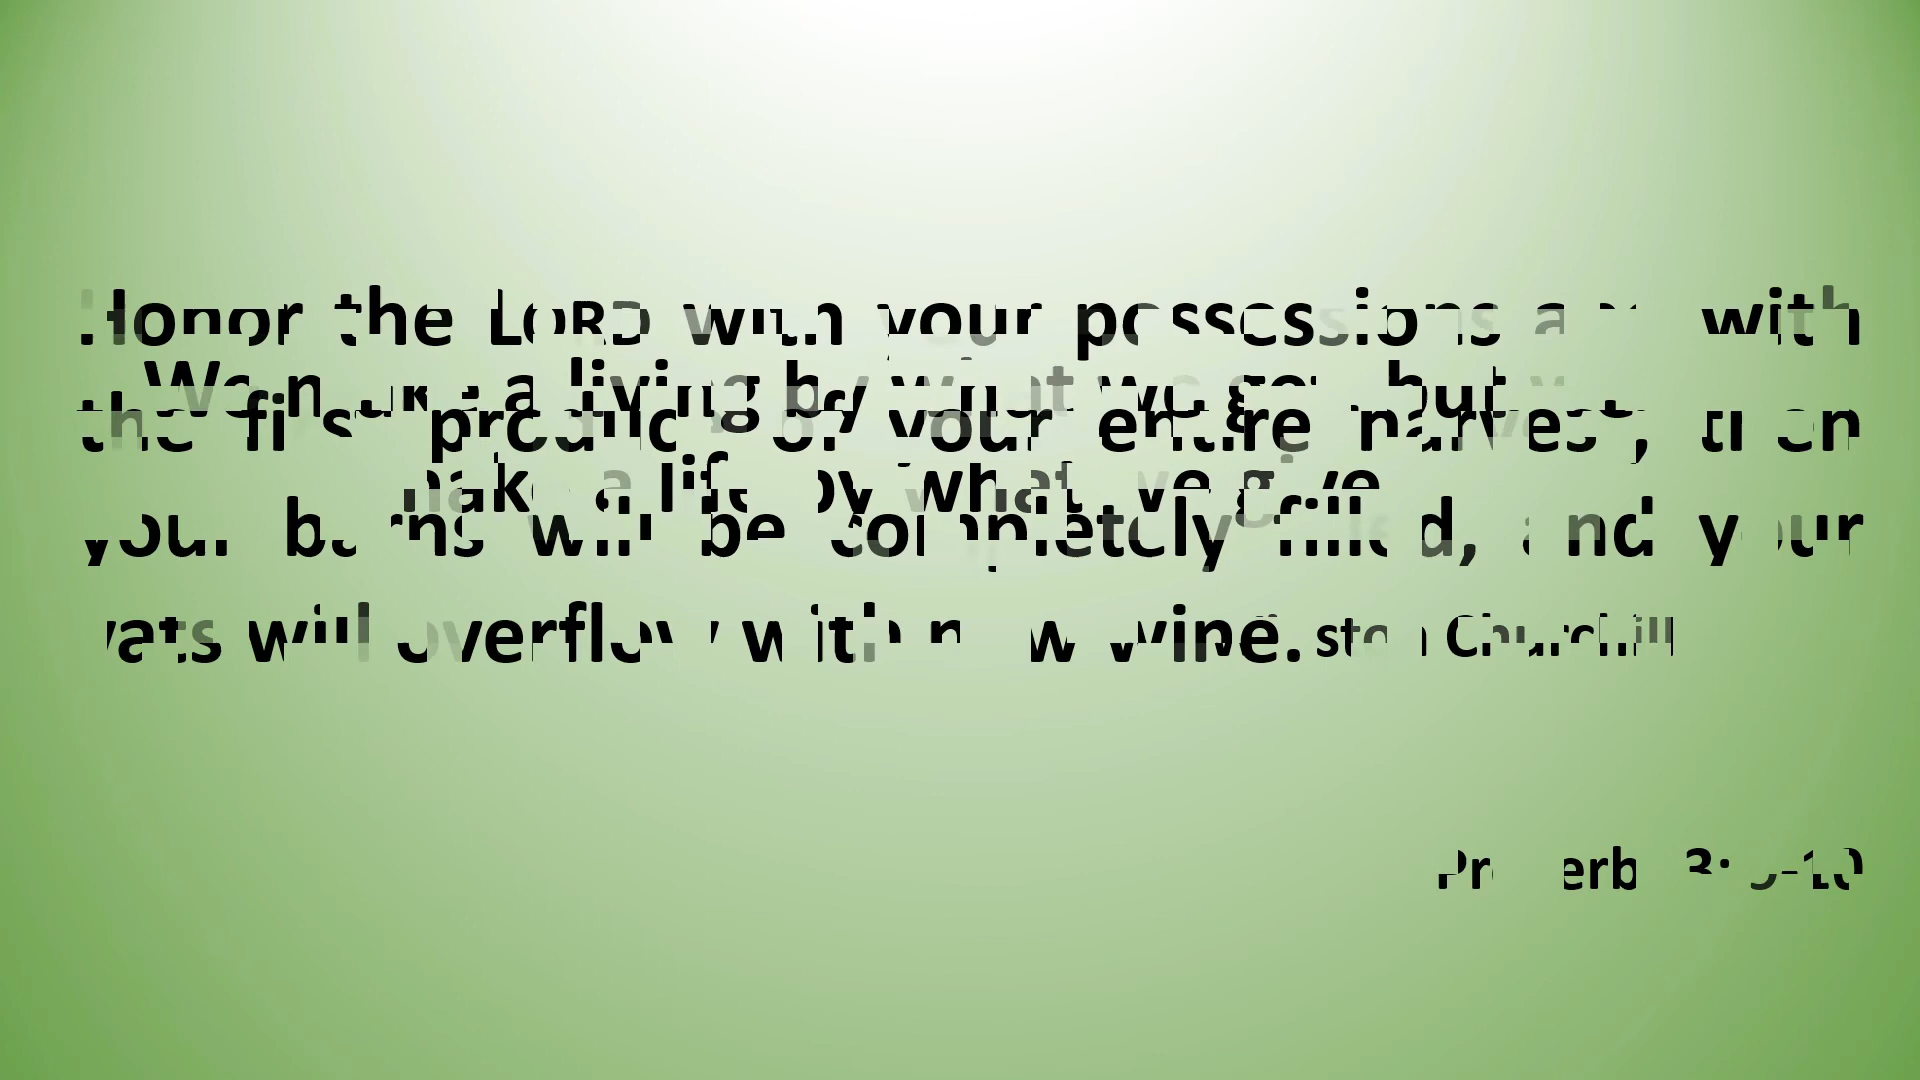 Honor the LORD with your possessions and with
We make a living by what we get, but we
the first produce of your entire harvest, then
make a life by what we give
your barns will be completely filled, and your
vats will overflow with new wine.
Winston Churchill
Proverbs 3:9-10